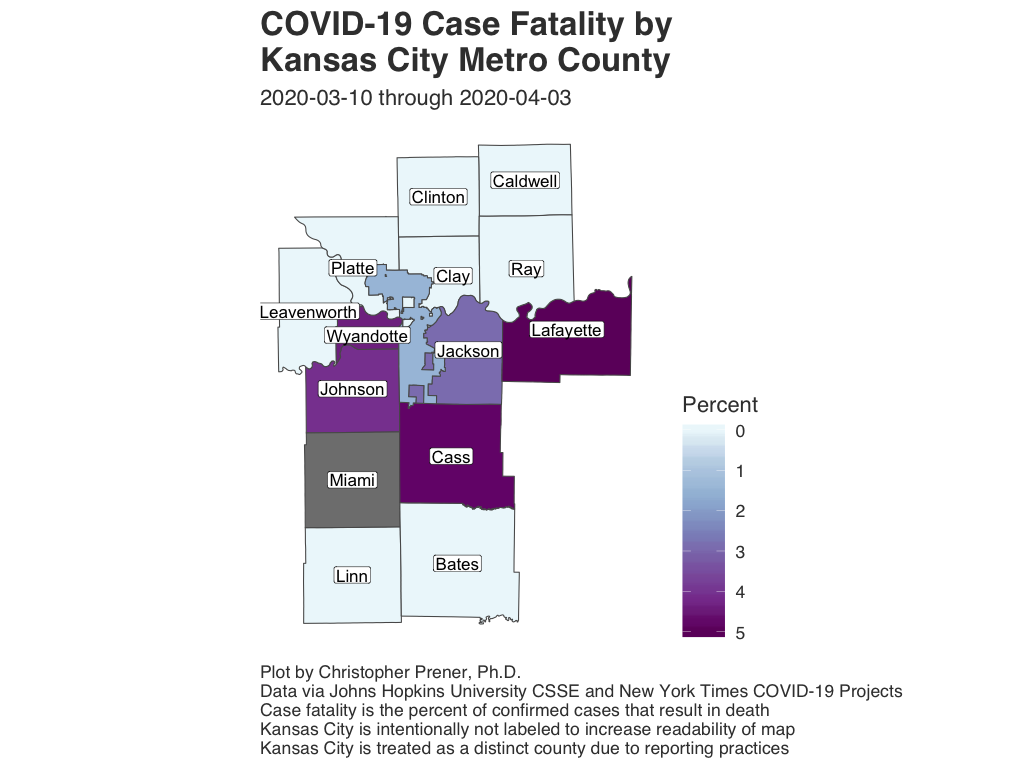 COVID-19 Case Fatality by
Kansas City Metro County
2020-03-10 through 2020-04-03
Caldwell
Clinton
Platte
Clay
Ray
Leavenworth
Wyandotte
Lafayette
Jackson
Johnson
Cass
Miami
Bates
Linn
Percent
0
1
2
3
4
5
Plot by Christopher Prener, Ph.D.
Data via Johns Hopkins University CSSE and New York Times COVID-19 Projects
Case fatality is the percent of confirmed cases that result in death
Kansas City is intentionally not labeled to increase readability of map
Kansas City is treated as a distinct county due to reporting practices